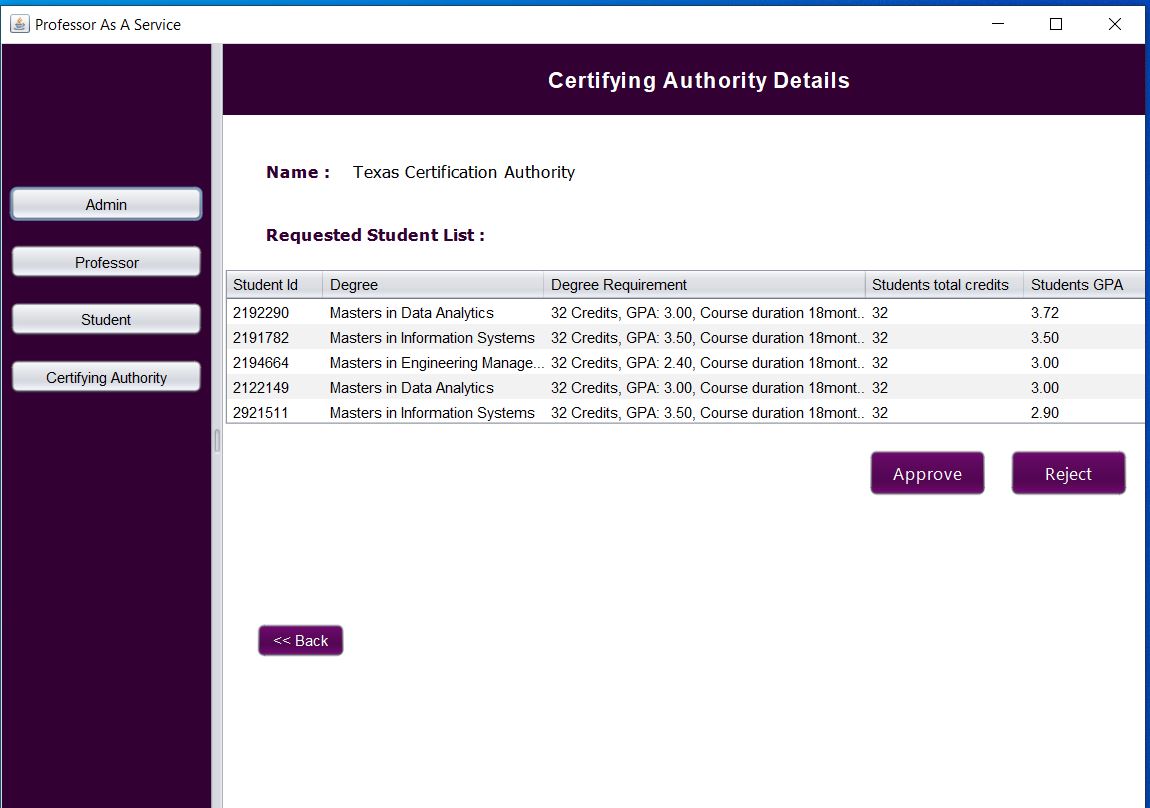 Professor As A Service
Certifying Authority Details
Admin
Professor
Student
Certifying Authority
Name : Texas Certification Authority
Requested Student List :
Student Id Degree Degree Requirement Students total credits Students GPA
2192290 Masters in Data Analytics 32 Credits, GPA: 3.00, Course duration 18mont.. 32 3.72
2191782 Masters in Information Systems 32 Credits, GPA: 3.50, Course duration 18mont.. 32 3.50
2194664 Masters in Engineering Manage... 32 Credits, GPA: 2.40, Course duration 18mont.. 32 3.00
2122149 Masters in Data Analytics 32 Credits, GPA: 3.00, Course duration 18mont.. 32 3.00
2921511 Masters in Information Systems 32 Credits, GPA: 3.50, Course duration 18mont.. 32 2.90
Approve Reject
<< Back